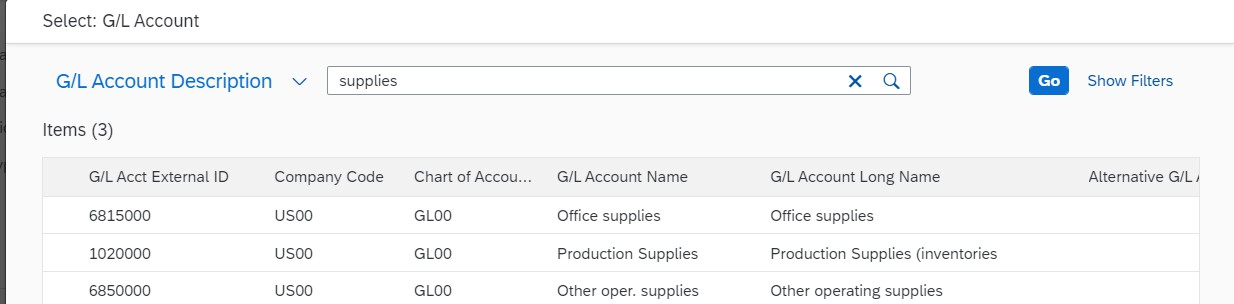 Select: G/L Account
G/L Account Description supplies Go Show Filters
Items (3)
G/L Acct External ID Company Code Chart of Accou... G/L Account Name G/L Account Long Name Alternative G/L
6815000 US00 GL00 Office supplies Office supplies
1020000 US00 GL00 Production Supplies Production Supplies (inventories
6850000 US00 GL00 Other oper. supplies Other operating supplies